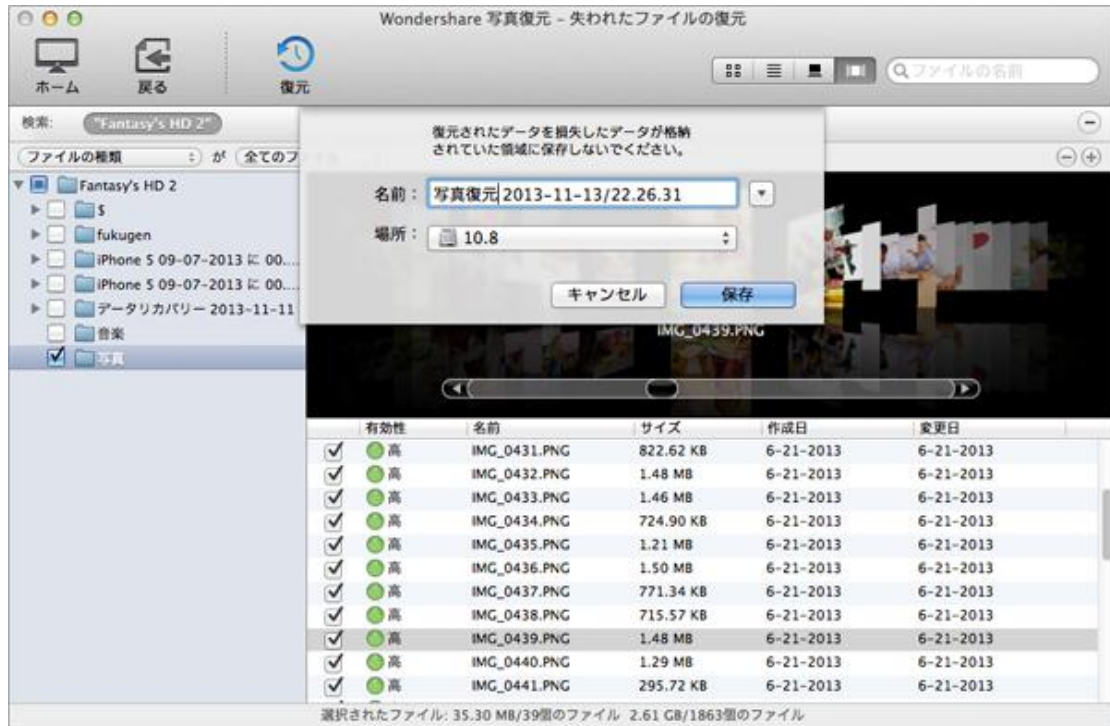 Wondershare 写真復元 – 失われたファイルの復元
ホーム
戻る
復元
ファイルの名前
検索:
"Fantasy's HD 2"
復元されたデータを損失したデータが格納
されていた領域に保存しないでください。
ファイルの種類 が 全てのフ
名前：
写真復元 2013-11-13/22.26.31
場所：
10.8
キャンセル
保存
Fantasy's HD 2
$
fukugen
iPhone 5 09-07-2013 に 00....
iPhone 5 09-07-2013 に 00....
データリカバリー 2013-11-11
音楽
写真
IMG_0439.PNG
有効性 名前 サイズ 作成日 変更日
高 IMG_0431.PNG 822.62 KB 6-21-2013 6-21-2013
高 IMG_0432.PNG 1.48 MB 6-21-2013 6-21-2013
高 IMG_0433.PNG 1.46 MB 6-21-2013 6-21-2013
高 IMG_0434.PNG 724.90 KB 6-21-2013 6-21-2013
高 IMG_0435.PNG 1.21 MB 6-21-2013 6-21-2013
高 IMG_0436.PNG 1.50 MB 6-21-2013 6-21-2013
高 IMG_0437.PNG 771.34 KB 6-21-2013 6-21-2013
高 IMG_0438.PNG 715.57 KB 6-21-2013 6-21-2013
高 IMG_0439.PNG 1.48 MB 6-21-2013 6-21-2013
高 IMG_0440.PNG 1.29 MB 6-21-2013 6-21-2013
高 IMG_0441.PNG 295.72 KB 6-21-2013 6-21-2013
選択されたファイル: 35.30 MB/39個のファイル 2.61 GB/1863個のファイル